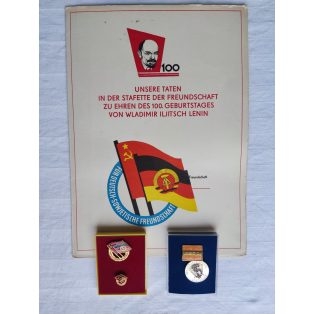 100
UNSERE TATEN
IN DER STAFETTE DER FREUNDSCHAFT
ZU EHREN DES 100. GEBURTSTAGES
VON WLADIMIR ILJITSCH LENIN
FÜR DEUTSCH-SOWJETISCHE FREUNDSCHAFT